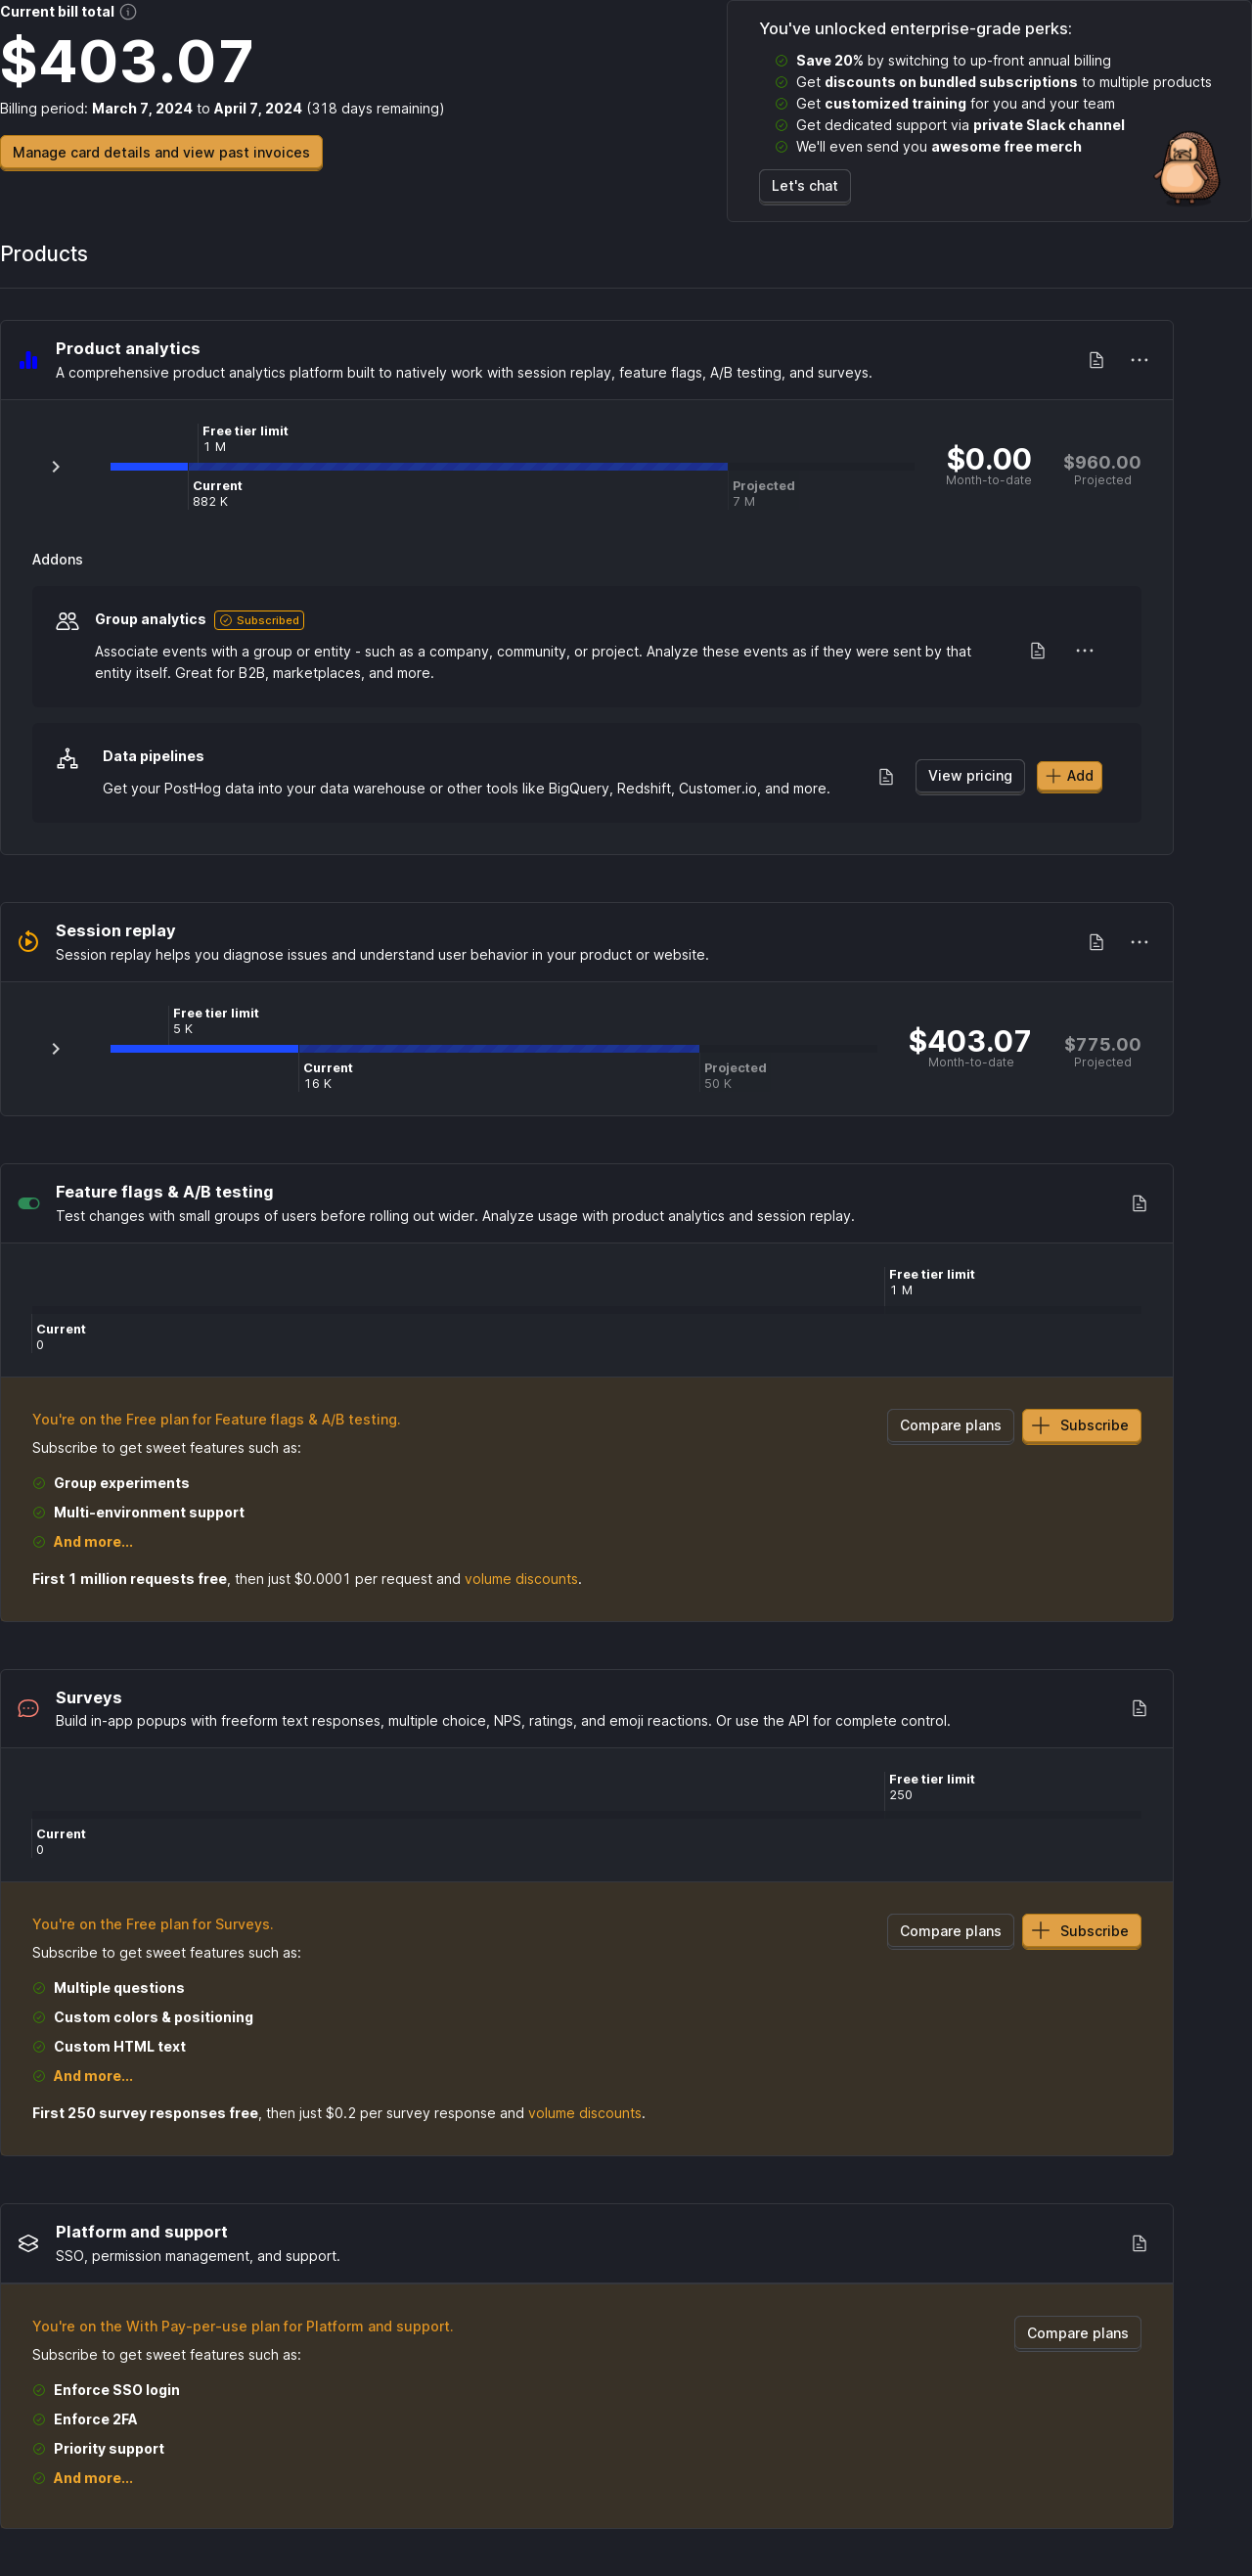 Current bill total
$403.07
Billing period: March 7, 2024 to April 7, 2024 (318 days remaining)
Manage card details and view past invoices
You've unlocked enterprise-grade perks:
Save 20% by switching to up-front annual billing
Get discounts on bundled subscriptions to multiple products
Get customized training for you and your team
Get dedicated support via private Slack channel
We'll even send you awesome free merch
Let's chat
Products
Product analytics
A comprehensive product analytics platform built to natively work with session replay, feature flags, A/B testing, and surveys.
Free tier limit
1 M
Current
882 K
Projected
7 M
$0.00
Month-to-date
$960.00
Projected
Addons
Group analytics Subscribed
Associate events with a group or entity - such as a company, community, or project. Analyze these events as if they were sent by that
entity itself. Great for B2B, marketplaces, and more.
Data pipelines
Get your PostHog data into your data warehouse or other tools like BigQuery, Redshift, Customer.io, and more.
View pricing
Add
Session replay
Session replay helps you diagnose issues and understand user behavior in your product or website.
Free tier limit
5 K
Current
16 K
Projected
50 K
$403.07
Month-to-date
$775.00
Projected
Feature flags & A/B testing
Test changes with small groups of users before rolling out wider. Analyze usage with product analytics and session replay.
Free tier limit
1 M
Current
0
You're on the Free plan for Feature flags & A/B testing.
Subscribe to get sweet features such as:
Group experiments
Multi-environment support
And more...
First 1 million requests free, then just $0.0001 per request and volume discounts.
Compare plans
Subscribe
Surveys
Build in-app popups with freeform text responses, multiple choice, NPS, ratings, and emoji reactions. Or use the API for complete control.
Free tier limit
250
Current
0
You're on the Free plan for Surveys.
Subscribe to get sweet features such as:
Multiple questions
Custom colors & positioning
Custom HTML text
And more...
First 250 survey responses free, then just $0.2 per survey response and volume discounts.
Compare plans
Subscribe
Platform and support
SSO, permission management, and support.
You're on the With Pay-per-use plan for Platform and support.
Subscribe to get sweet features such as:
Enforce SSO login
Enforce 2FA
Priority support
And more...
Compare plans